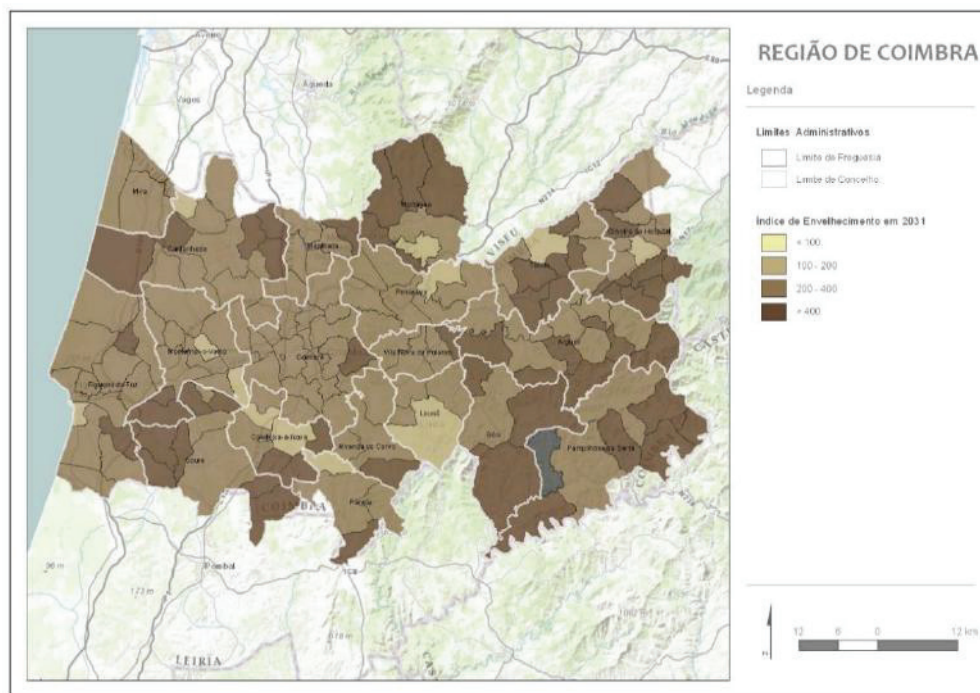 REGIÃO DE COIMBRA
Legenda
Limites Administrativos
Limite de Freguesia
Limite de Concelho
Índice de Envelhecimento em 2031
< 100
100 - 200
200 - 400
> 400
12 6 0 12 km
Aveiro
Águeda
Vagos
Mira
Mortágua
Cantanhede
Mealhada
VISEU
Oliveira do Hospital
Tábua
Penacova
Montemor-o-Velho
Coimbra
Vila Nova de Poiares
Arganil
Figueira da Foz
Lousã
Góis
Condeixa-a-Nova
Miranda do Corvo
Pampilhosa da Serra
Soure
Penela
COIMBRA
Pombal
IC8
173 m
LEIRIA